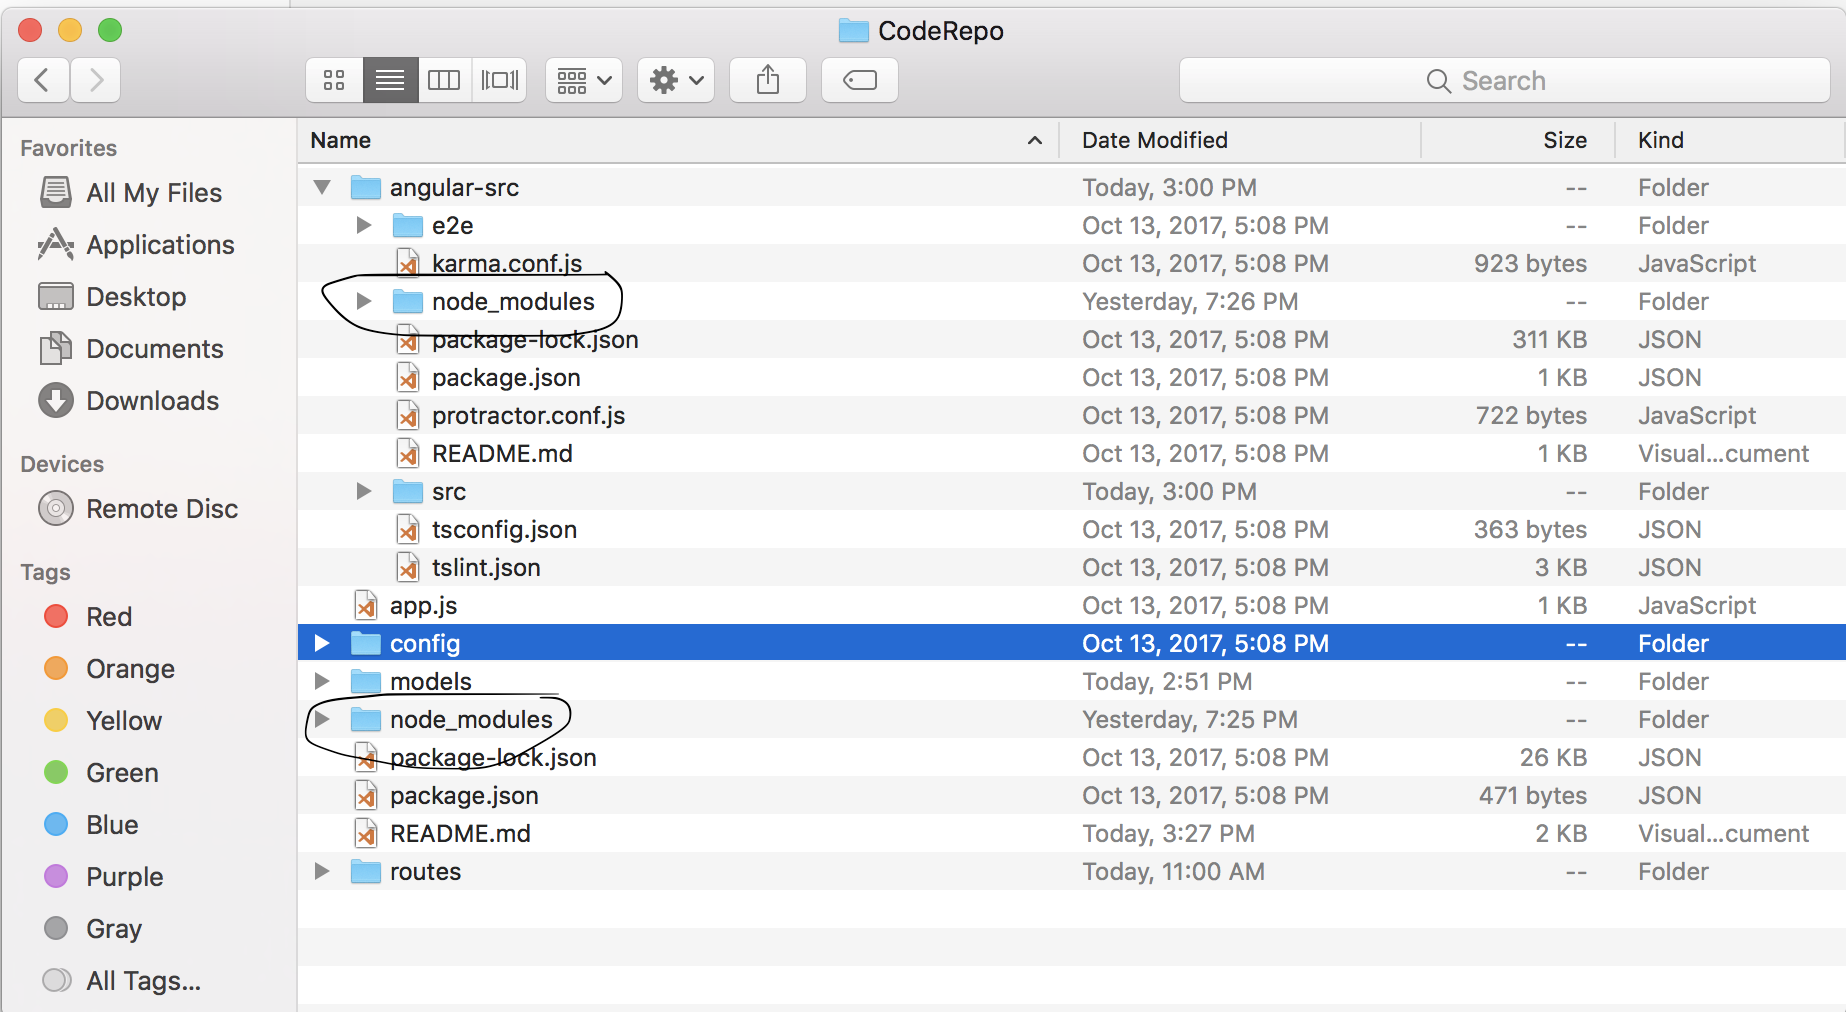 CodeRepo
Search
Favorites
All My Files
Applications
Desktop
Documents
Downloads
Devices
Remote Disc
Tags
Red
Orange
Yellow
Green
Blue
Purple
Gray
All Tags...
Name Date Modified Size Kind
angular-src Today, 3:00 PM -- Folder
e2e Oct 13, 2017, 5:08 PM -- Folder
karma.conf.js Oct 13, 2017, 5:08 PM 923 bytes JavaScript
node_modules Yesterday, 7:26 PM -- Folder
package-lock.json Oct 13, 2017, 5:08 PM 311 KB JSON
package.json Oct 13, 2017, 5:08 PM 1 KB JSON
protractor.conf.js Oct 13, 2017, 5:08 PM 722 bytes JavaScript
README.md Oct 13, 2017, 5:08 PM 1 KB Visual...cument
src Today, 3:00 PM -- Folder
tsconfig.json Oct 13, 2017, 5:08 PM 363 bytes JSON
tslint.json Oct 13, 2017, 5:08 PM 3 KB JSON
app.js Oct 13, 2017, 5:08 PM 1 KB JavaScript
config Oct 13, 2017, 5:08 PM -- Folder
models Today, 2:51 PM -- Folder
node_modules Yesterday, 7:25 PM -- Folder
package-lock.json Oct 13, 2017, 5:08 PM 26 KB JSON
package.json Oct 13, 2017, 5:08 PM 471 bytes JSON
README.md Today, 3:27 PM 2 KB Visual...cument
routes Today, 11:00 AM -- Folder